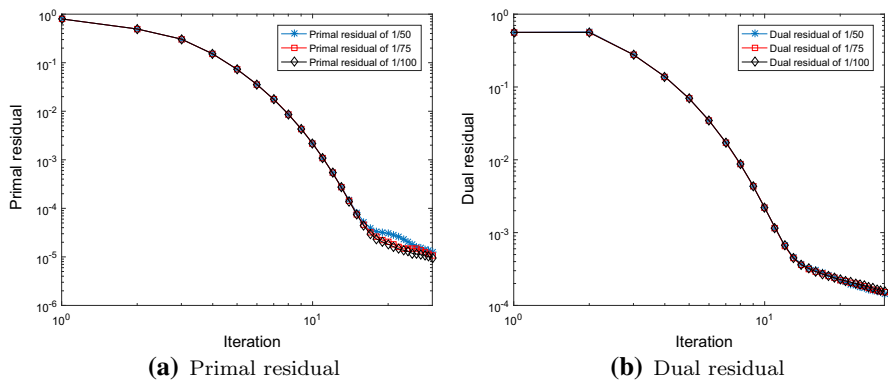 10^0
10^-1
10^-2
10^-3
10^-4
10^-5
10^-6
Primal residual
Primal residual of 1/50
Primal residual of 1/75
Primal residual of 1/100
10^0
10^1
Iteration
(a) Primal residual
10^0
10^-1
10^-2
10^-3
10^-4
Dual residual
Dual residual of 1/50
Dual residual of 1/75
Dual residual of 1/100
10^0
10^1
Iteration
(b) Dual residual